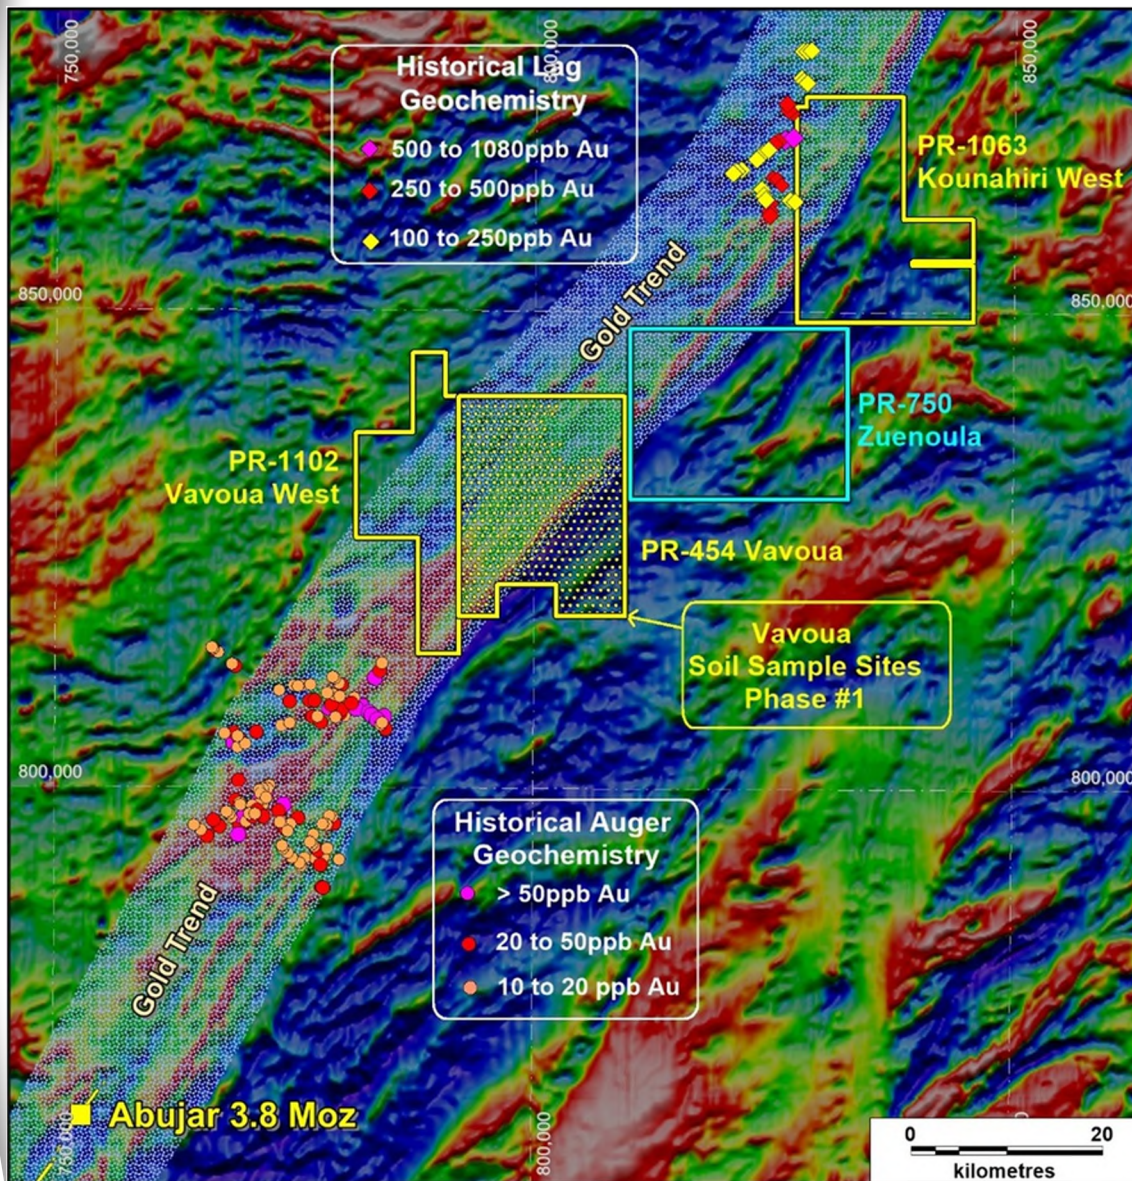 750,000
800,000
850,000
Historical Lag
Geochemistry
500 to 1080ppb Au
250 to 500ppb Au
100 to 250ppb Au
PR-1063
Kounahiri West
850,000
850,000
Gold Trend
PR-750
Zuenoula
PR-1102
Vavoua West
PR-454 Vavoua
Vavoua
Soil Sample Sites
Phase #1
800,000
800,000
Historical Auger
Geochemistry
> 50ppb Au
20 to 50ppb Au
10 to 20 ppb Au
Gold Trend
Abujar 3.8 Moz
750,000
800,000
0
20
kilometres